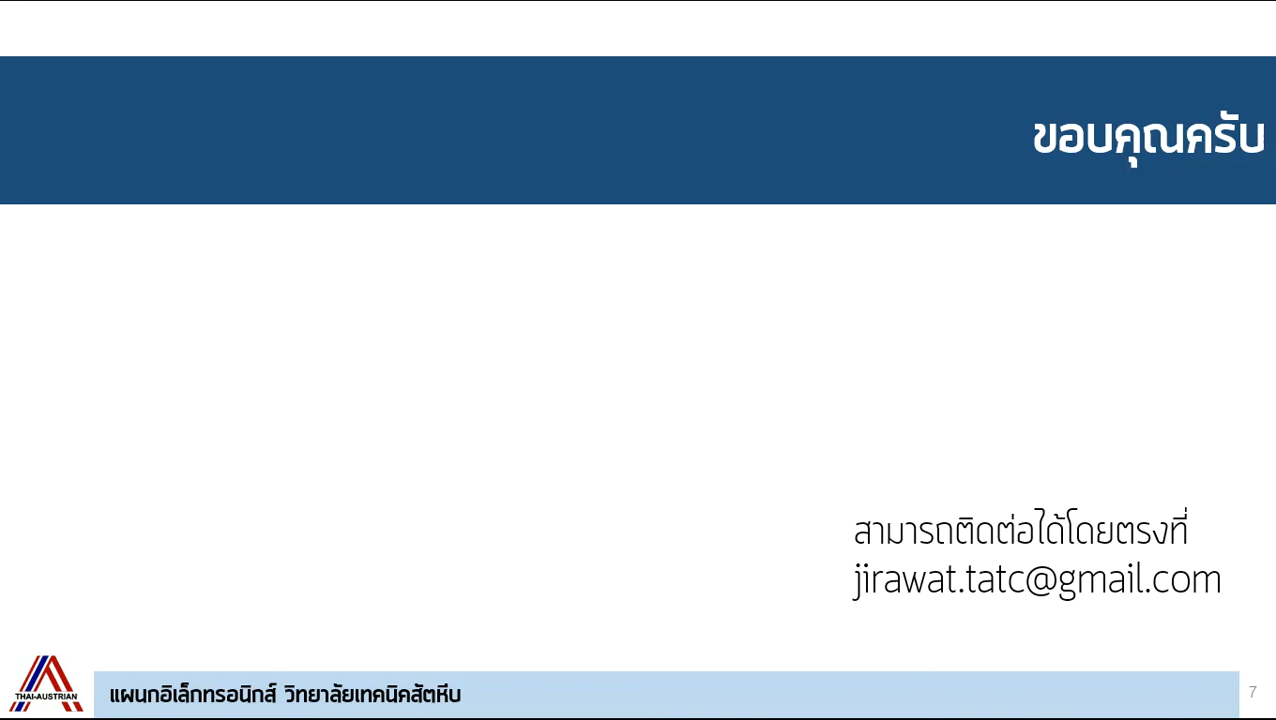 ขอบคุณครับ
สามารถติดต่อได้โดยตรงที่
jirawat.tatc@gmail.com
THAI-AUSTRIAN
แผนกอิเล็กทรอนิกส์ วิทยาลัยเทคนิคสัตหีบ
7